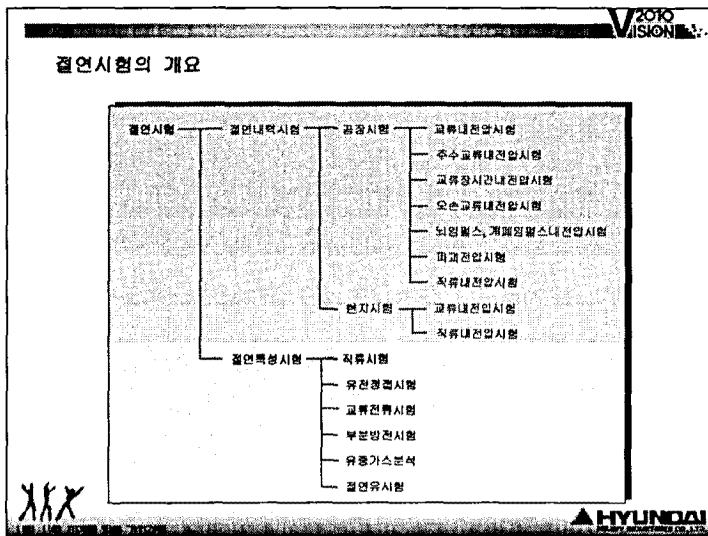 2010
VISION
절연시험의 개요
절연시험 절연내력시험 공장시험 교류내전압시험
주수교류내전압시험
교류장시간내전압시험
오손교류내전압시험
뇌임펄스, 개폐임펄스내전압시험
파괴전압시험
직류내전압시험
현지시험 교류내전압시험
직류내전압시험
절연특성시험 직류시험
유전정접시험
교류전류시험
부분방전시험
유중가스분석
절연유시험
HYUNDAI